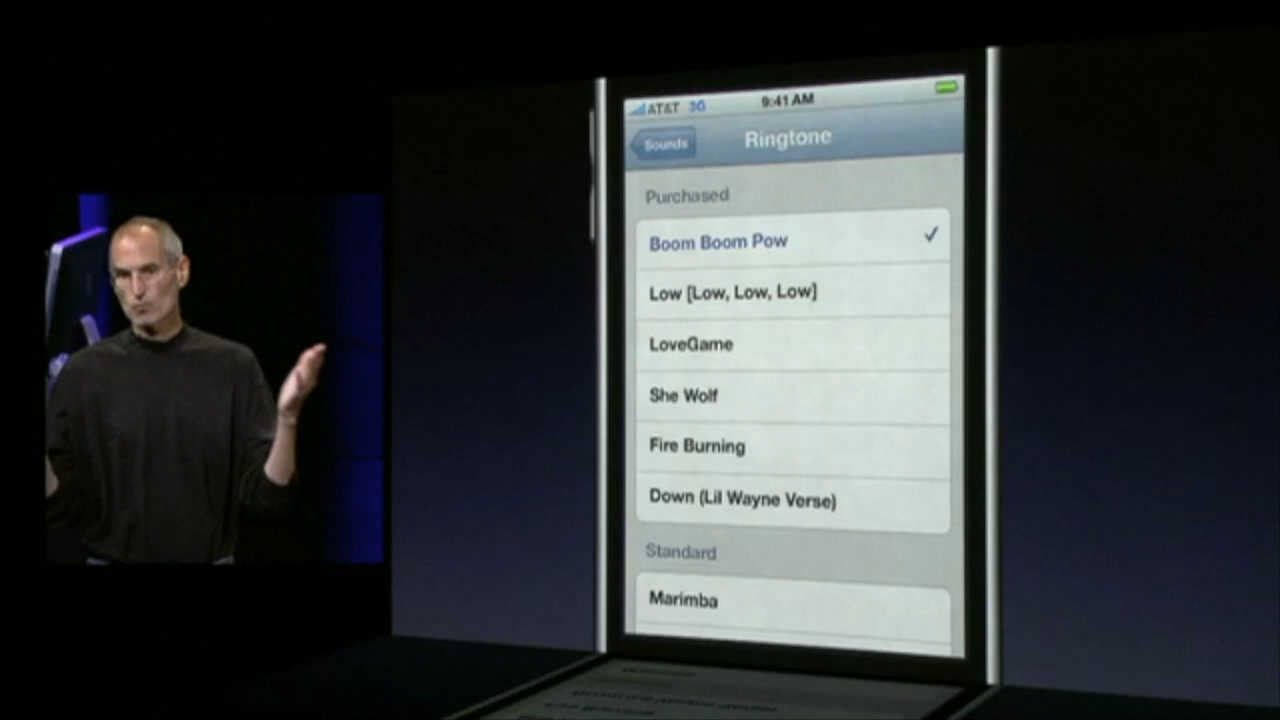 AT&T 3G 9:41 AM
Sounds Ringtone
Purchased
Boom Boom Pow
Low [Low, Low, Low]
LoveGame
She Wolf
Fire Burning
Down (Lil Wayne Verse)
Standard
Marimba